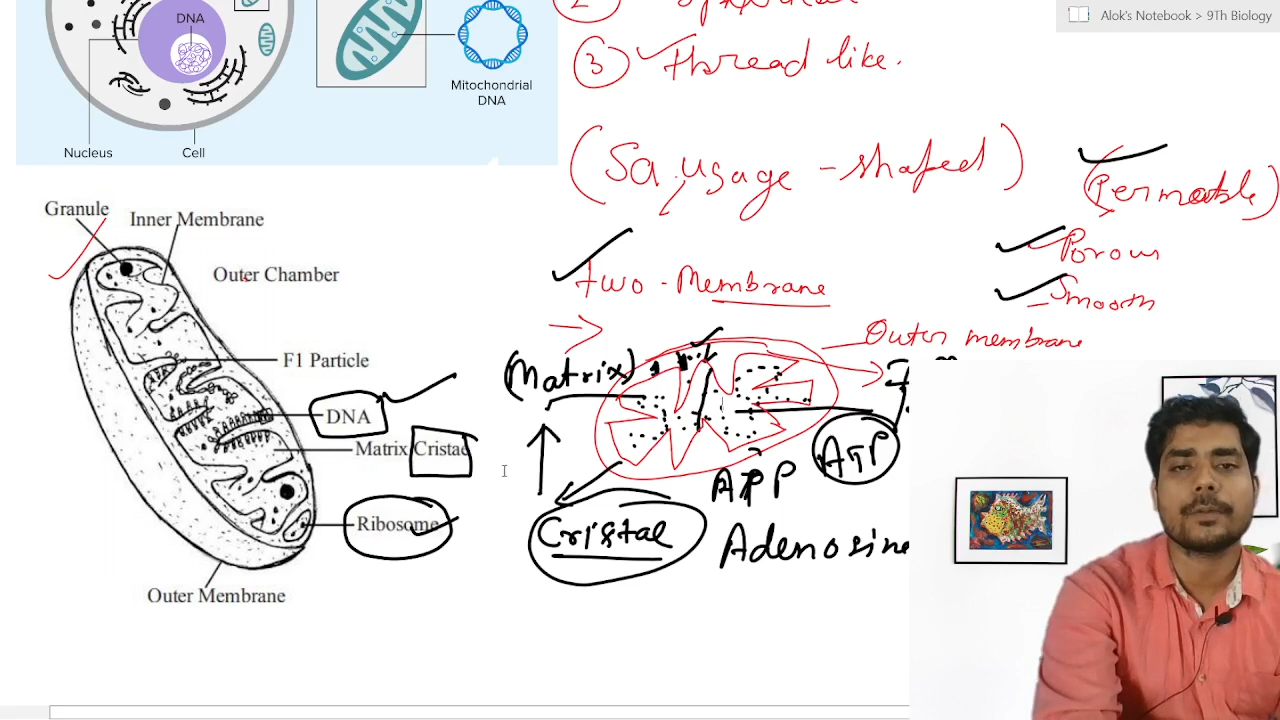 Alok's Notebook > 9Th Biology
DNA
Mitochondrial
DNA
Nucleus
Cell
③ Thread like.
(Sausage - shaped)
(Permeable)
Porous
Smooth
Two - Membrane
Outer membrane
Granule
Inner Membrane
Outer Chamber
F1 Particle
DNA
Matrix Cristae
Ribosome
Outer Membrane
(Matrix)
ATP
ATP
Cristae
Adenosine